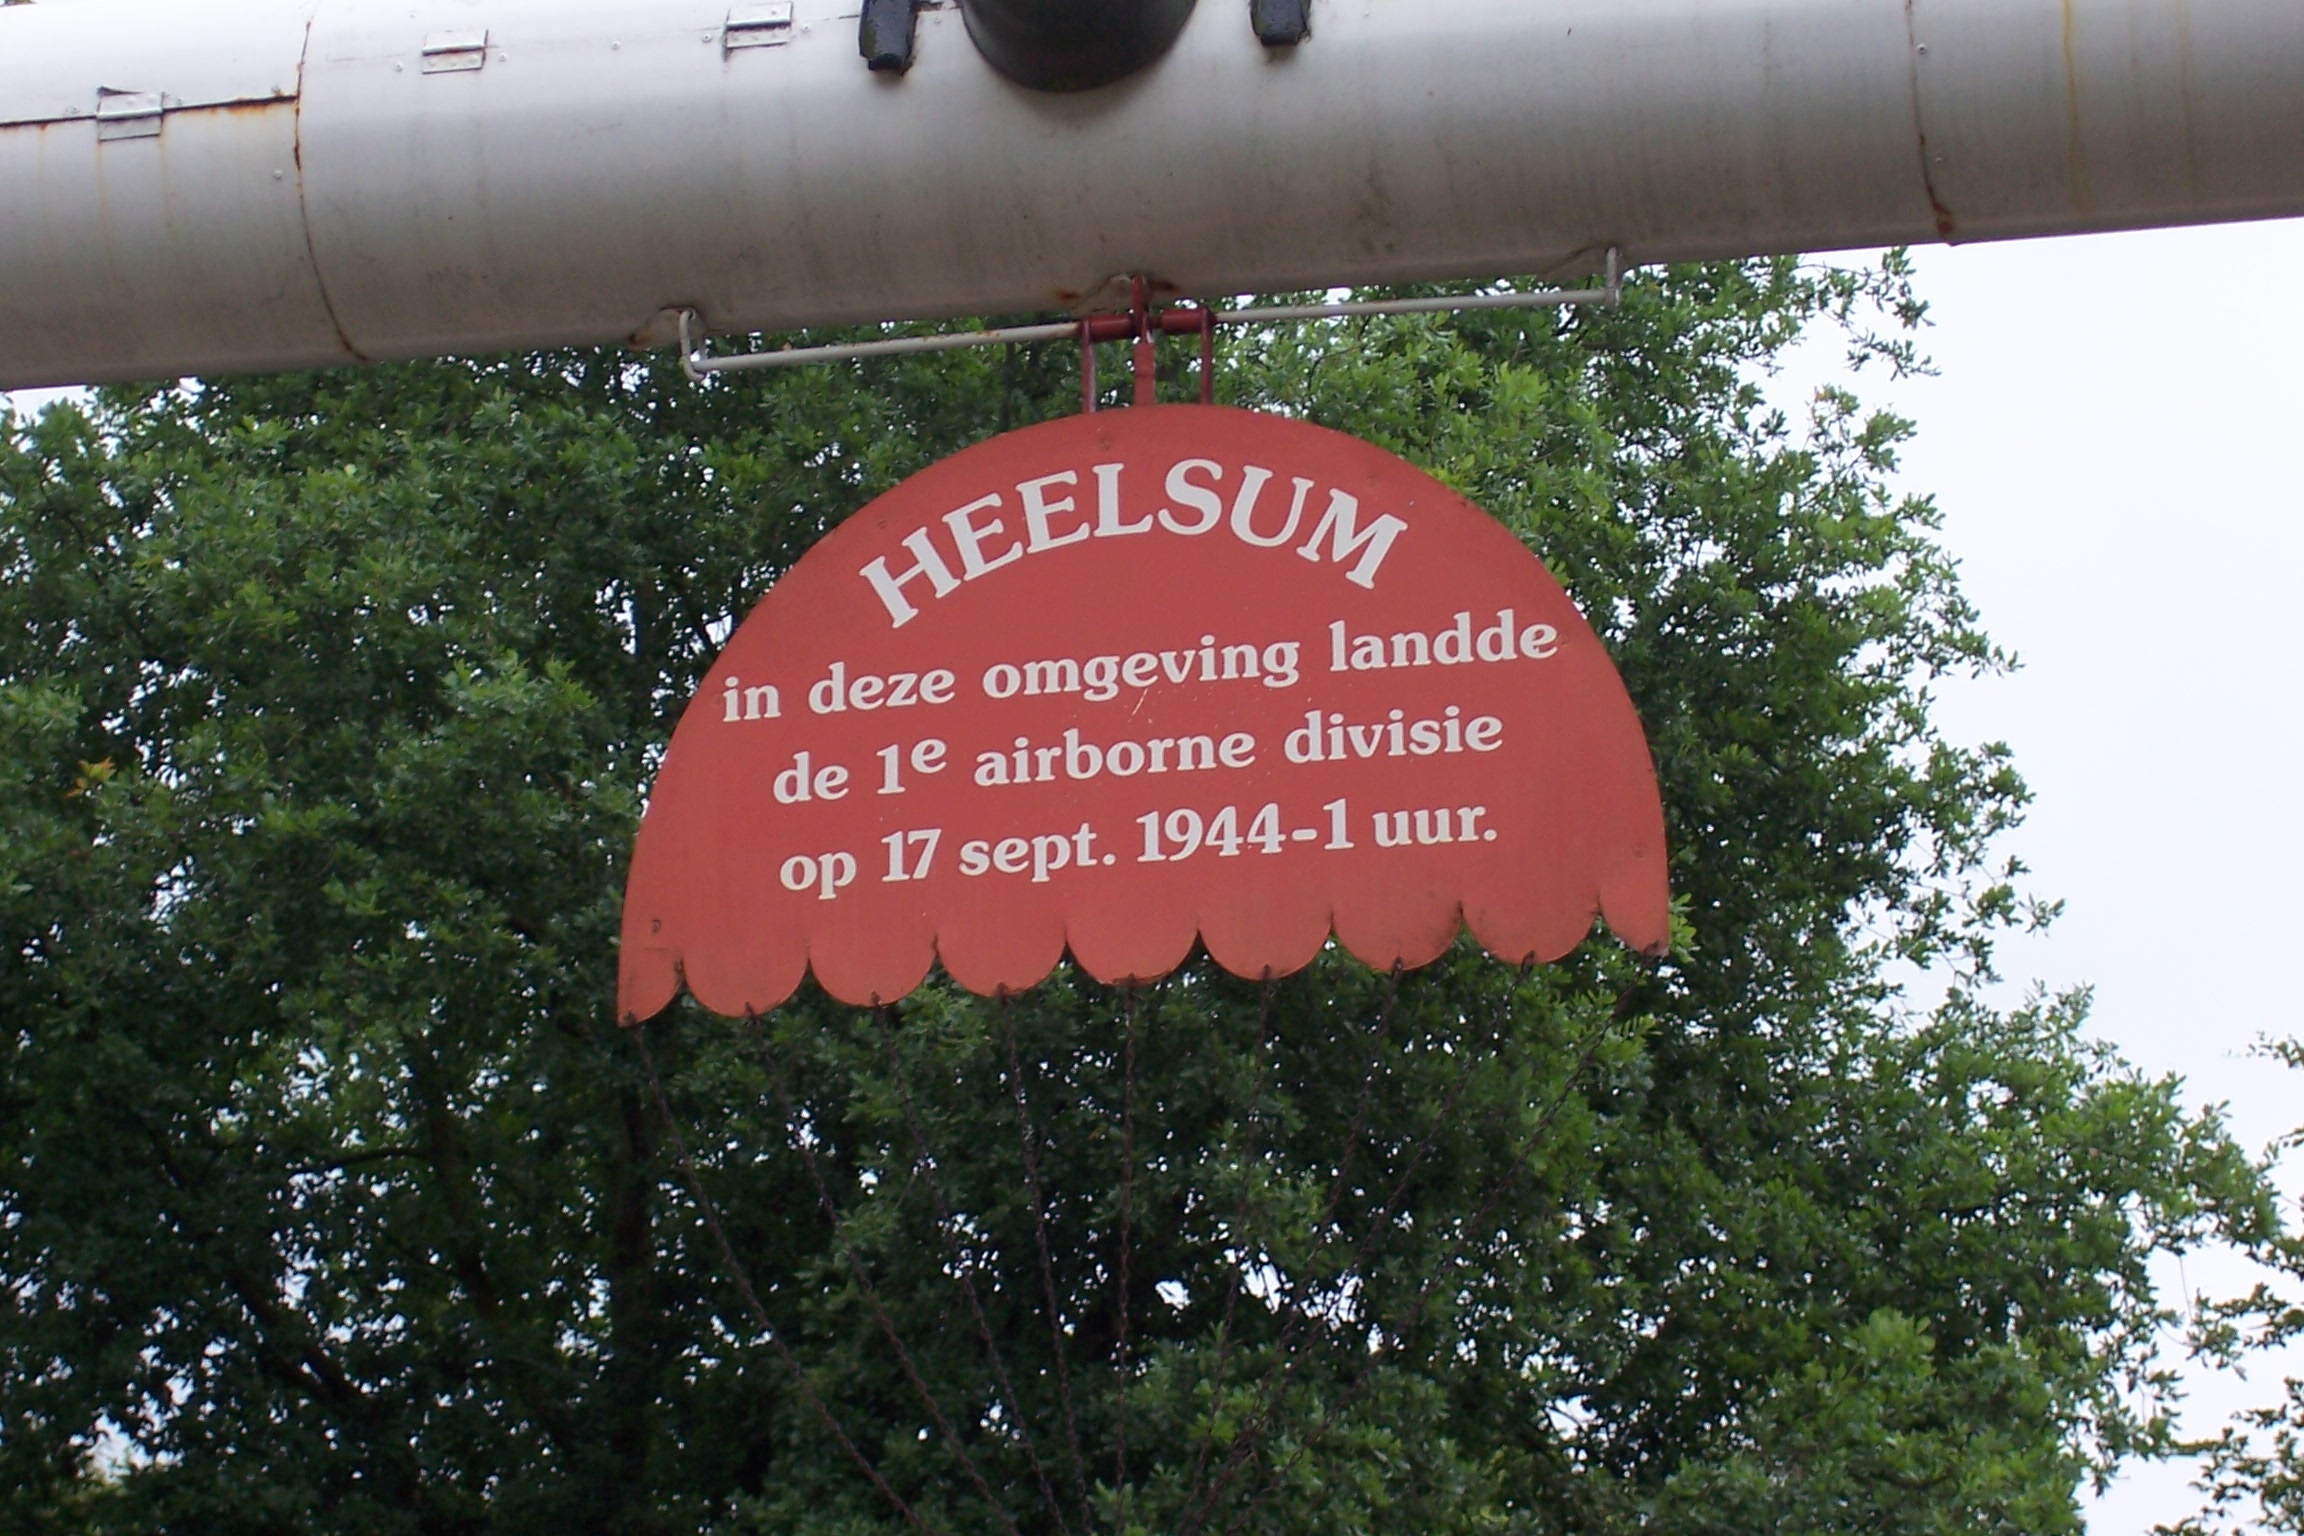 HEELSUM
in deze omgeving landde
de 1e airborne divisie
op 17 sept. 1944-1 uur.